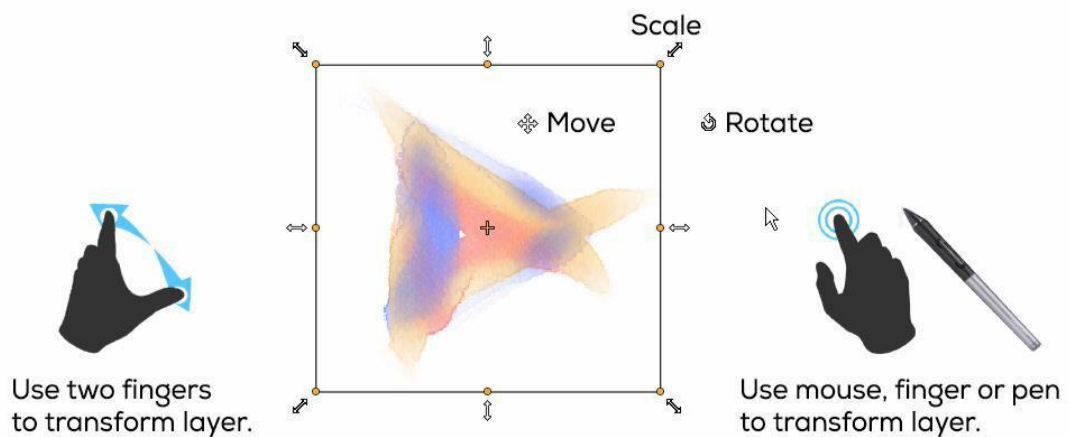 Scale
Move
Rotate
Use two fingers
to transform layer.
Use mouse, finger or pen
to transform layer.